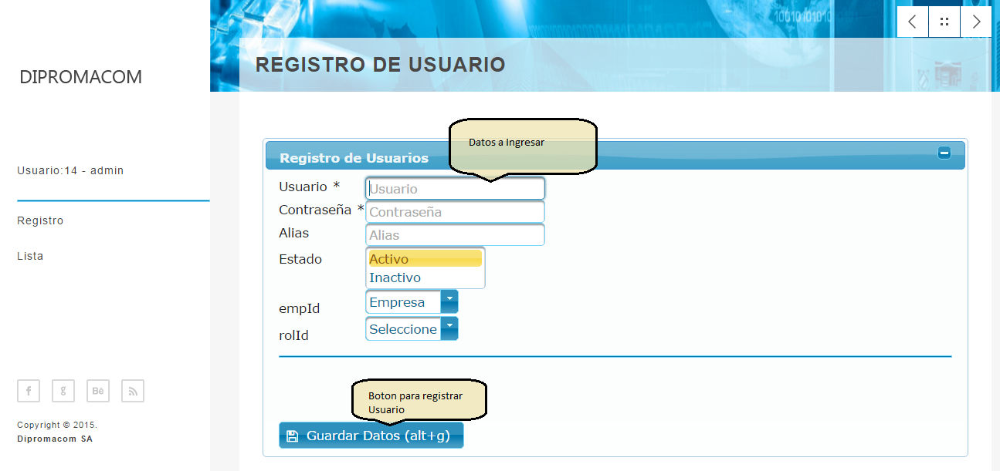 10010101010
REGISTRO DE USUARIO
DIPROMACOM
Usuario:14 - admin
Registro
Lista
Datos a Ingresar
Registro de Usuarios
Usuario * Usuario
Contraseña * Contraseña
Alias Alias
Estado Activo
Inactivo
empId Empresa
rolId Seleccione
Boton para registrar
Usuario
Guardar Datos (alt+g)
f g Bē
Copyright © 2015.
Dipromacom SA